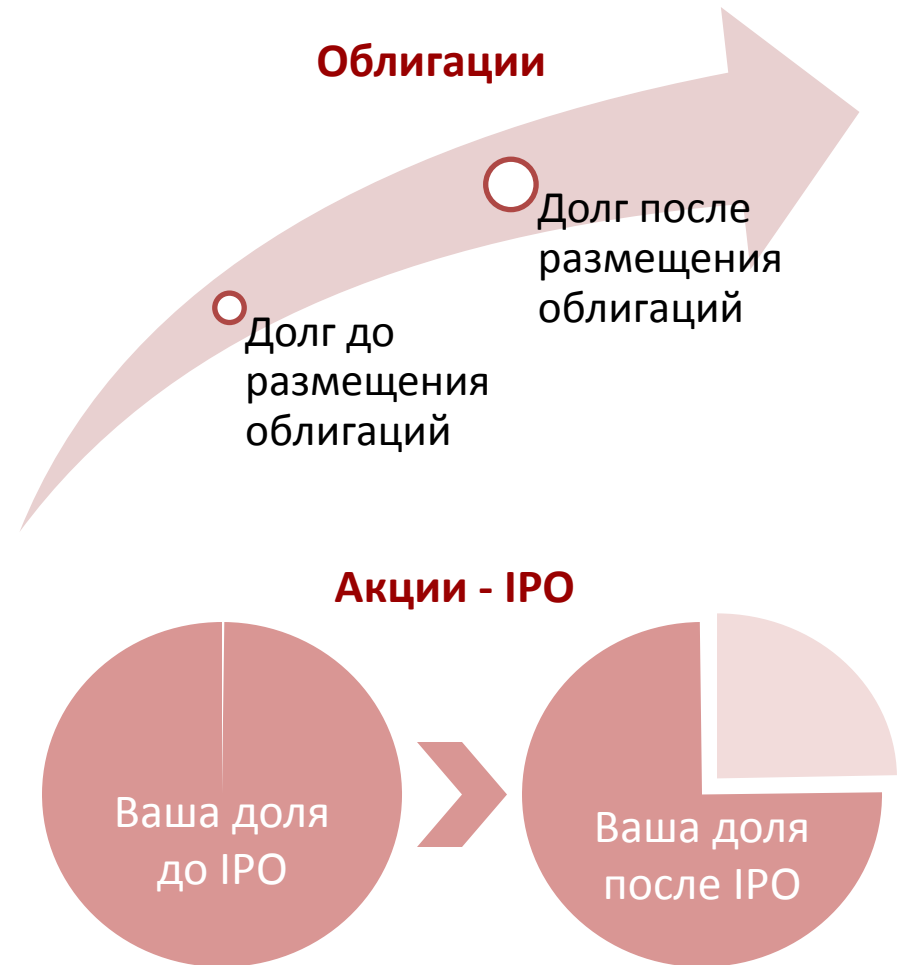 Облигации
Долг после
размещения
облигаций
Долг до
размещения
облигаций
Акции - IPO
Ваша доля
до IPO
Ваша доля
после IPO